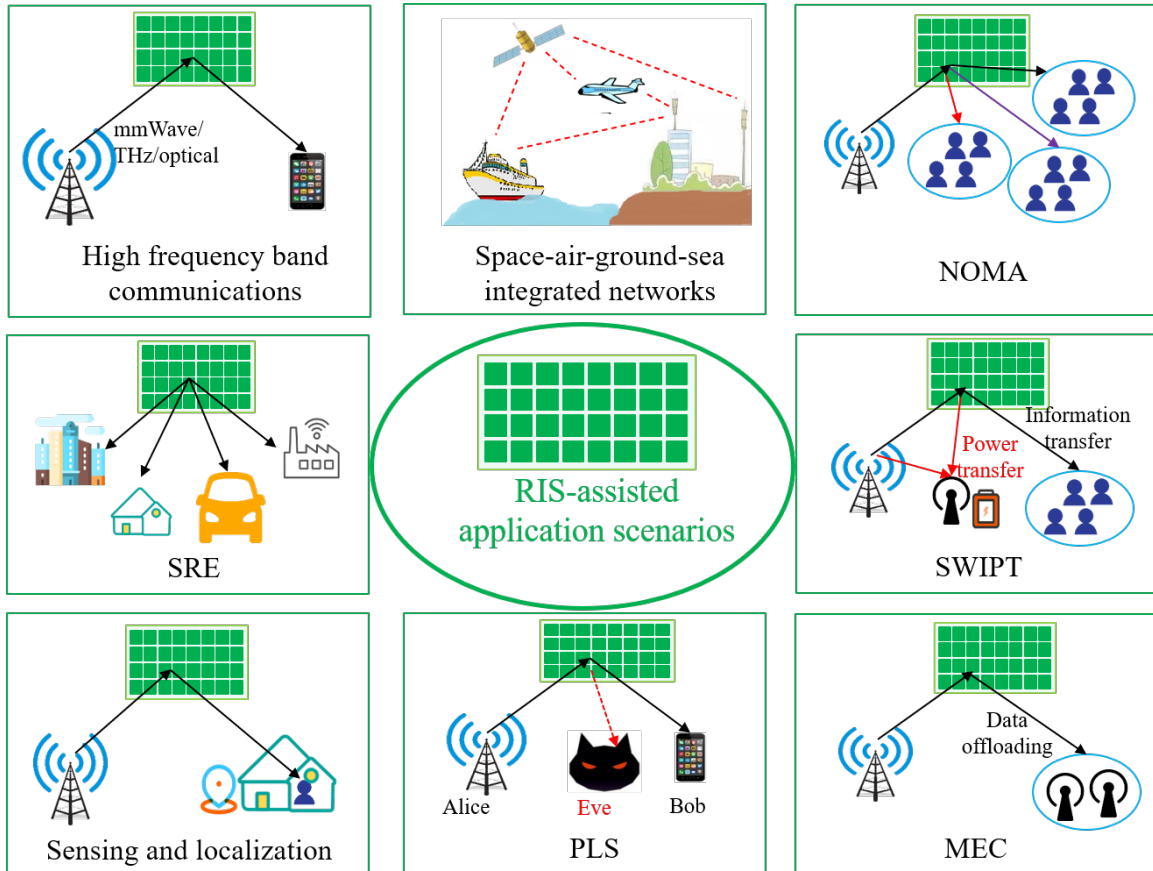 mmWave/
THz/optical
High frequency band
communications
Space-air-ground-sea
integrated networks
NOMA
SRE
RIS-assisted
application scenarios
Information
transfer
Power
transfer
SWIPT
Sensing and localization
Alice
Eve
Bob
PLS
Data
offloading
MEC